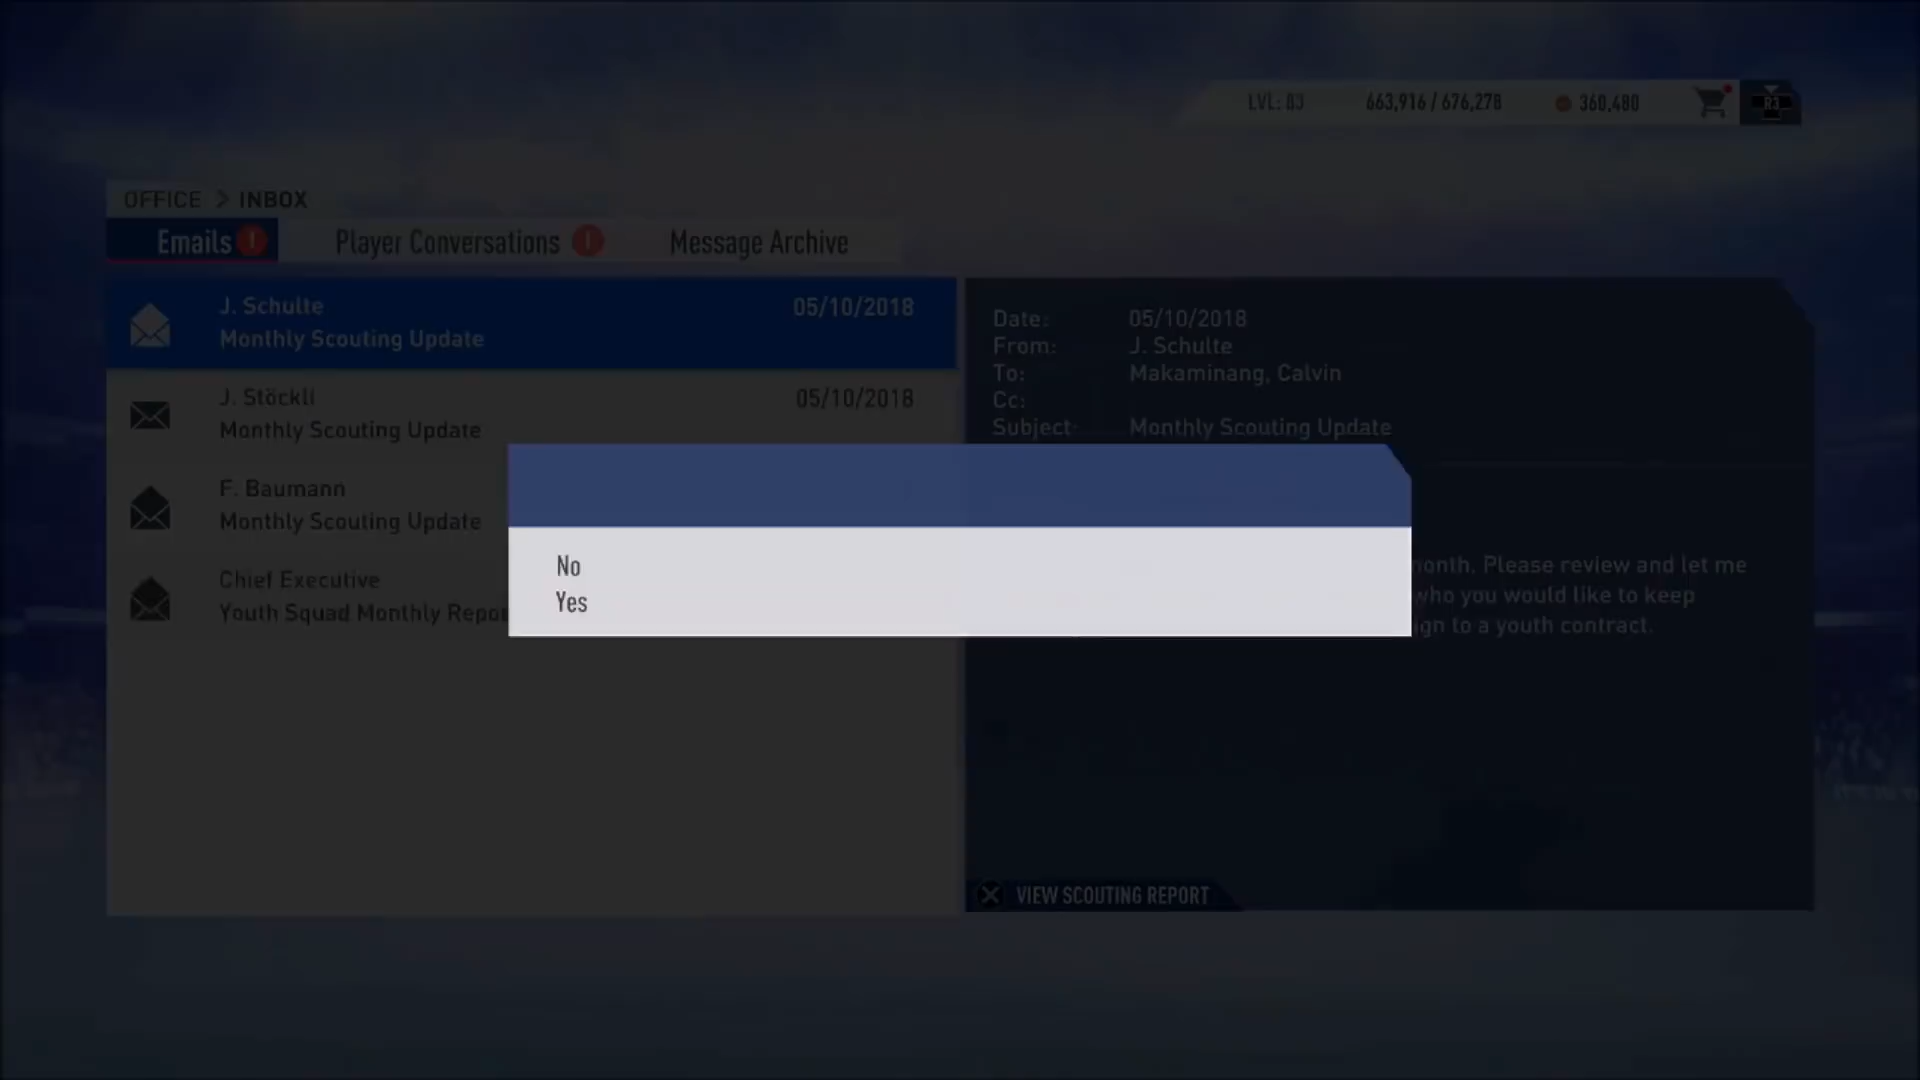 LVL: 83 663,916 / 676,278 360,480 R3
OFFICE > INBOX
Emails ! Player Conversations ! Message Archive
J. Schulte 05/10/2018
Monthly Scouting Update
J. Stöckli 05/10/2018
Monthly Scouting Update
F. Baumann
Monthly Scouting Update
Chief Executive
Youth Squad Monthly Repo
Date: 05/10/2018
From: J. Schulte
To: Makaminang, Calvin
Cc:
Subject: Monthly Scouting Update
No
Yes
month. Please review and let me
who you would like to keep
ign to a youth contract.
VIEW SCOUTING REPORT